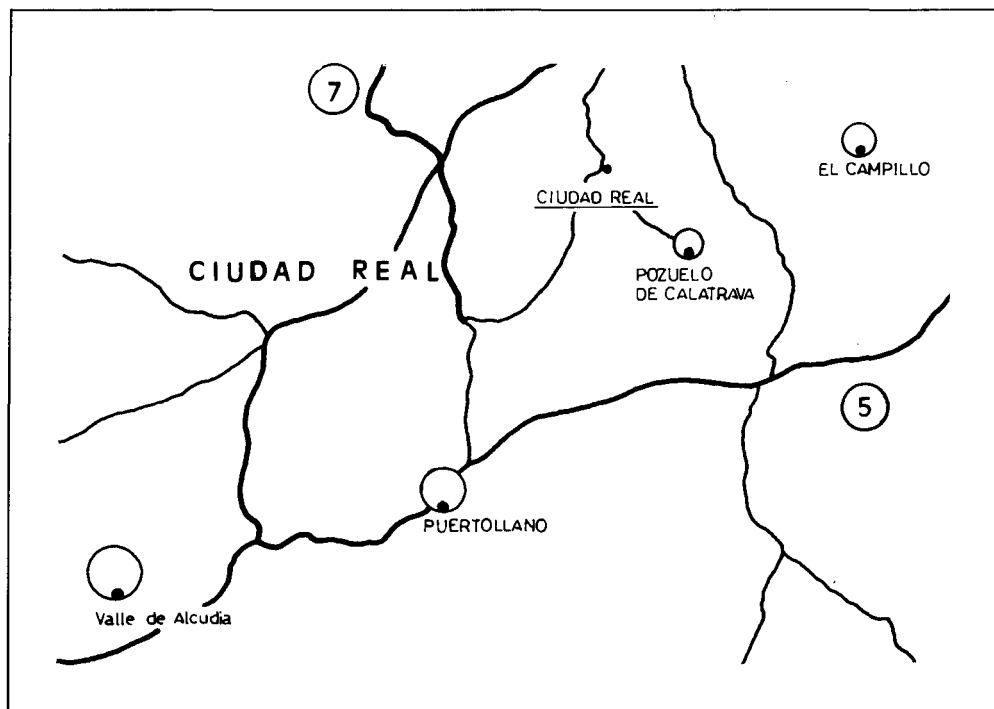 7
EL CAMPILLO
CIUDAD REAL
POZUELO
DE CALATRAVA
CIUDAD REAL
5
PUERTOLLANO
Valle de Alcudia